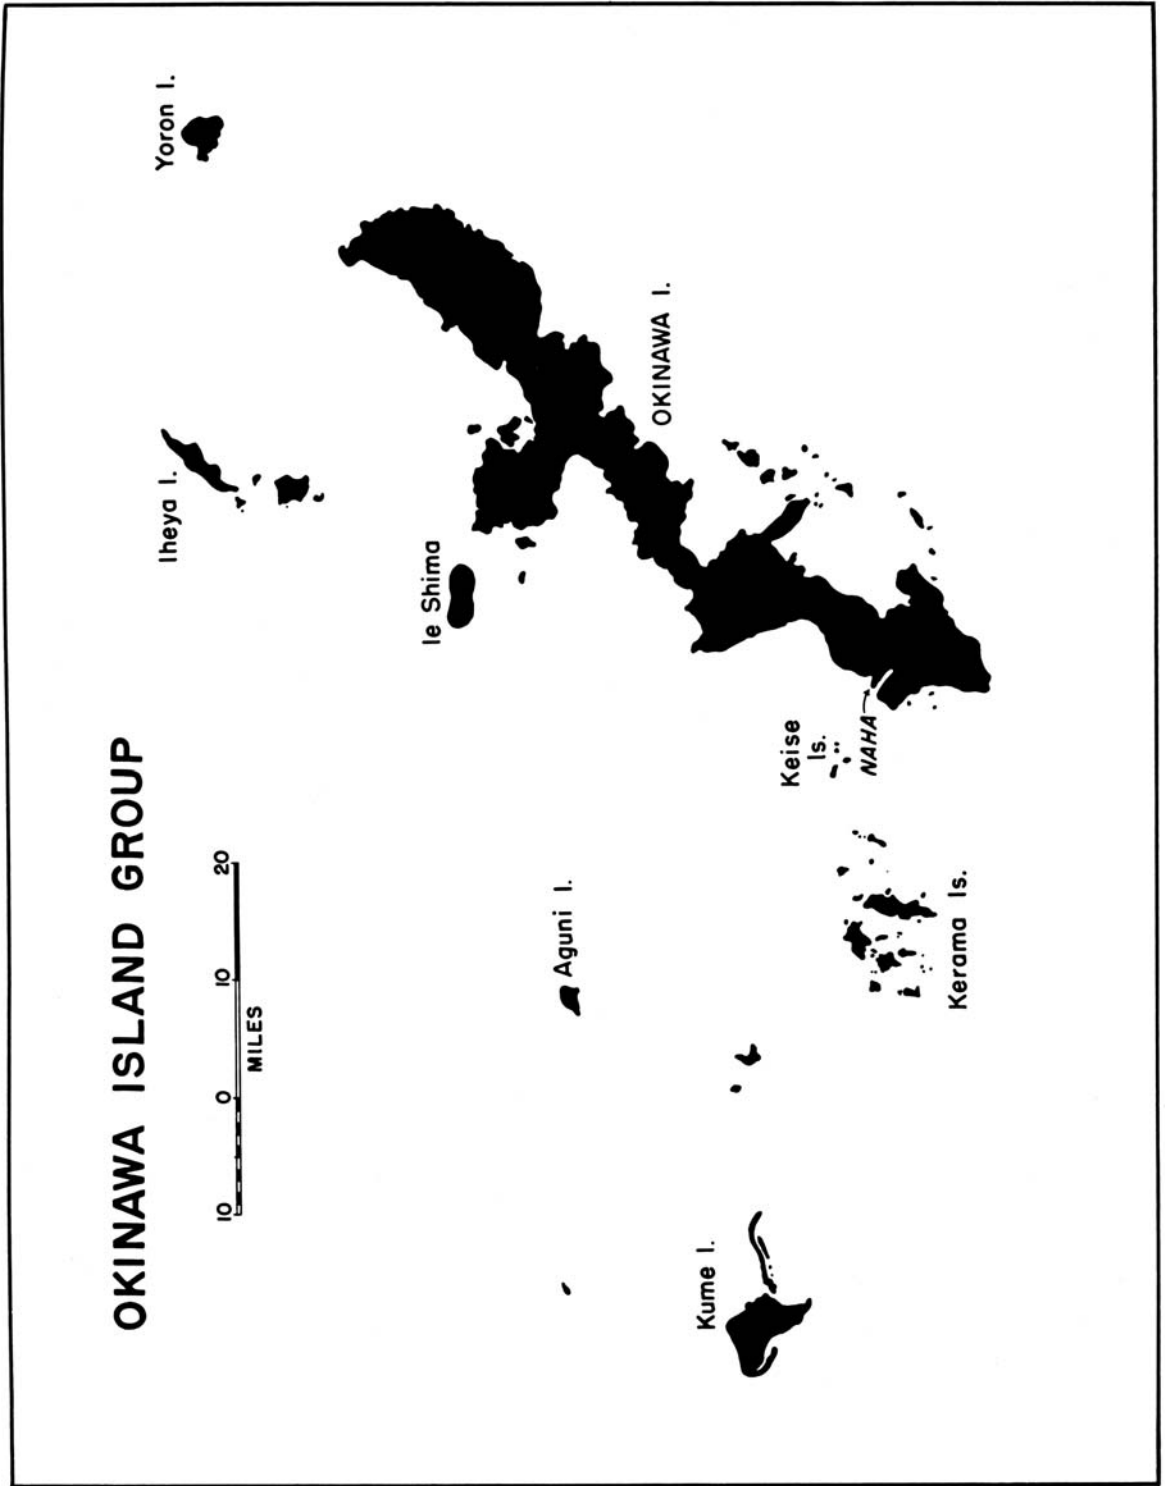 OKINAWA ISLAND GROUP
10 0 10 20
MILES
Iheya I.
Yoron I.
Ie Shima
Aguni I.
OKINAWA I.
Kume I.
Keise
Is.
NAHA
Kerama Is.